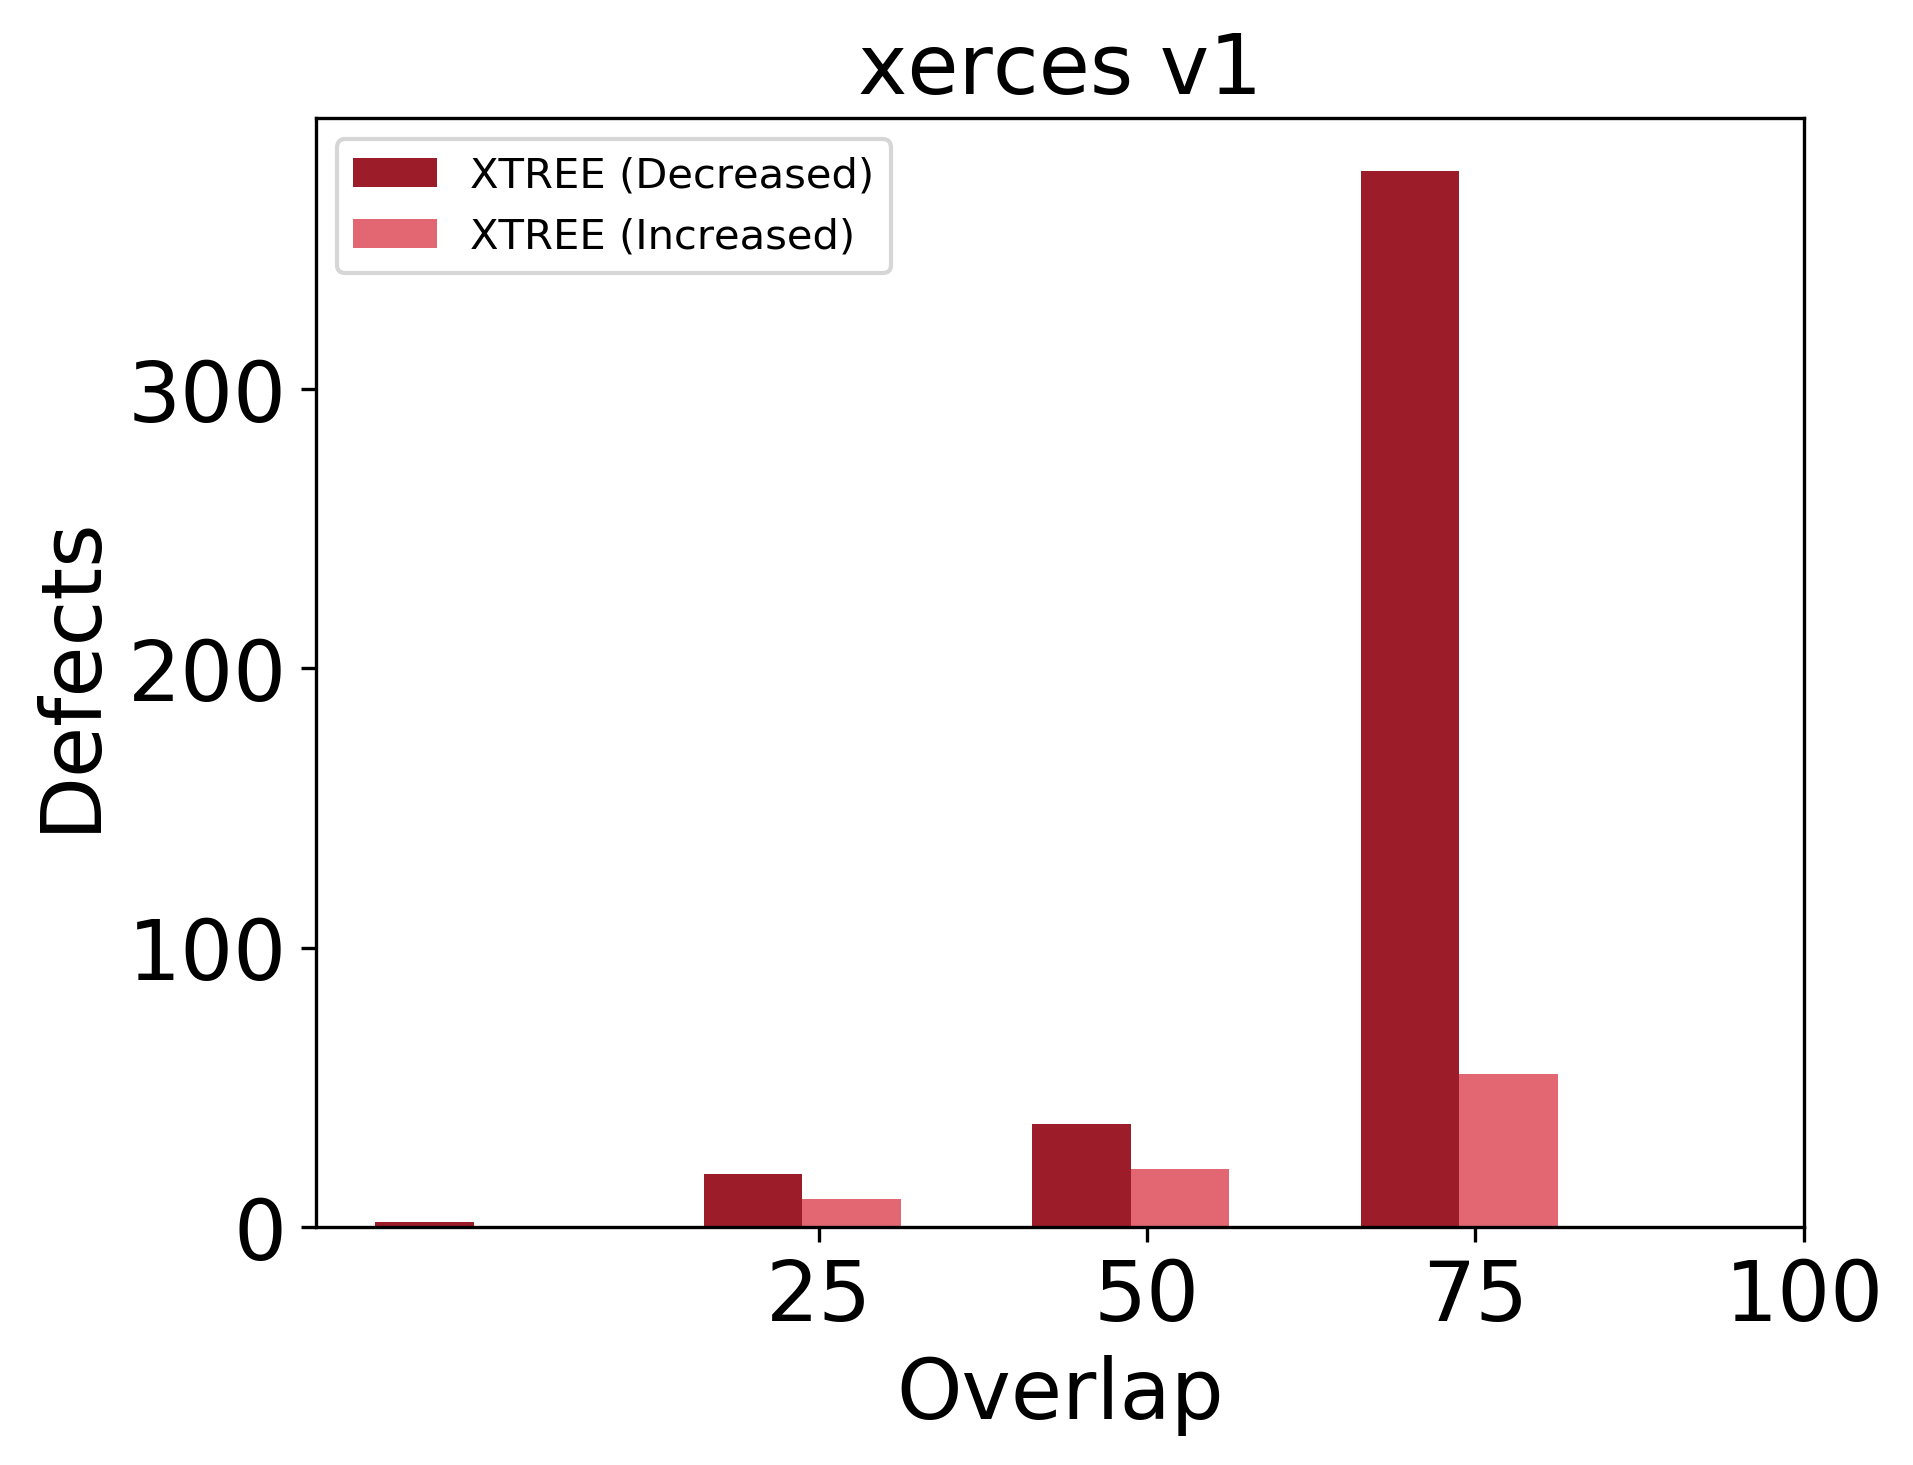 xerces v1
XTREE (Decreased)
XTREE (Increased)
Defects
300
200
100
0
25 50 75 100
Overlap